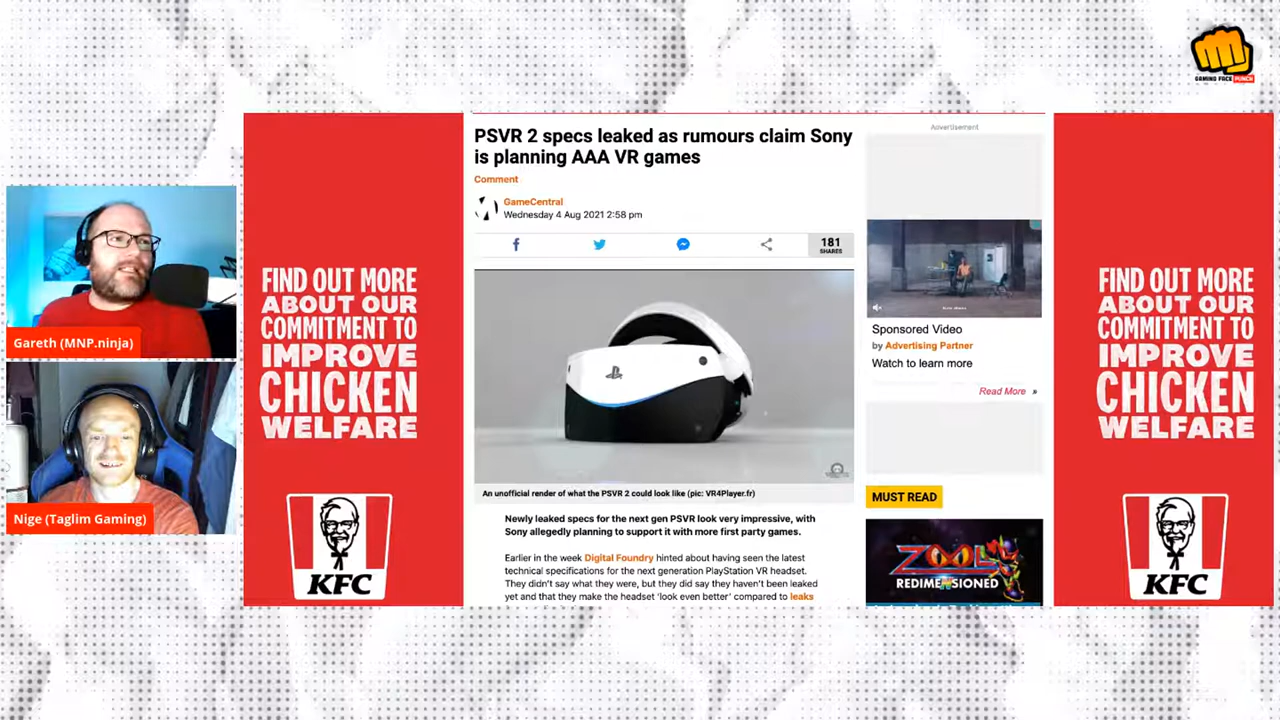 GAMING FACE PUNCH
Gareth (MNP.ninja)
Nige (Taglim Gaming)
FIND OUT MORE
ABOUT OUR
COMMITMENT TO
IMPROVE
CHICKEN
WELFARE
KFC
PSVR 2 specs leaked as rumours claim Sony
is planning AAA VR games
Comment
GameCentral
Wednesday 4 Aug 2021 2:58 pm
181
SHARES
An unofficial render of what the PSVR 2 could look like (pic: VR4Player.fr)
Newly leaked specs for the next gen PSVR look very impressive, with
Sony allegedly planning to support it with more first party games.
Earlier in the week Digital Foundry hinted about having seen the latest
technical specifications for the next generation PlayStation VR headset.
They didn't say what they were, but they did say they haven't been leaked
yet and that they make the headset 'look even better' compared to leaks
Advertisement
Sponsored Video
by Advertising Partner
Watch to learn more
Read More »
MUST READ
ZOOL
REDIMENSIONED
FIND OUT MORE
ABOUT OUR
COMMITMENT TO
IMPROVE
CHICKEN
WELFARE
KFC